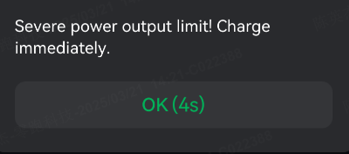 Severe power output limit! Charge
immediately.
OK (4s)